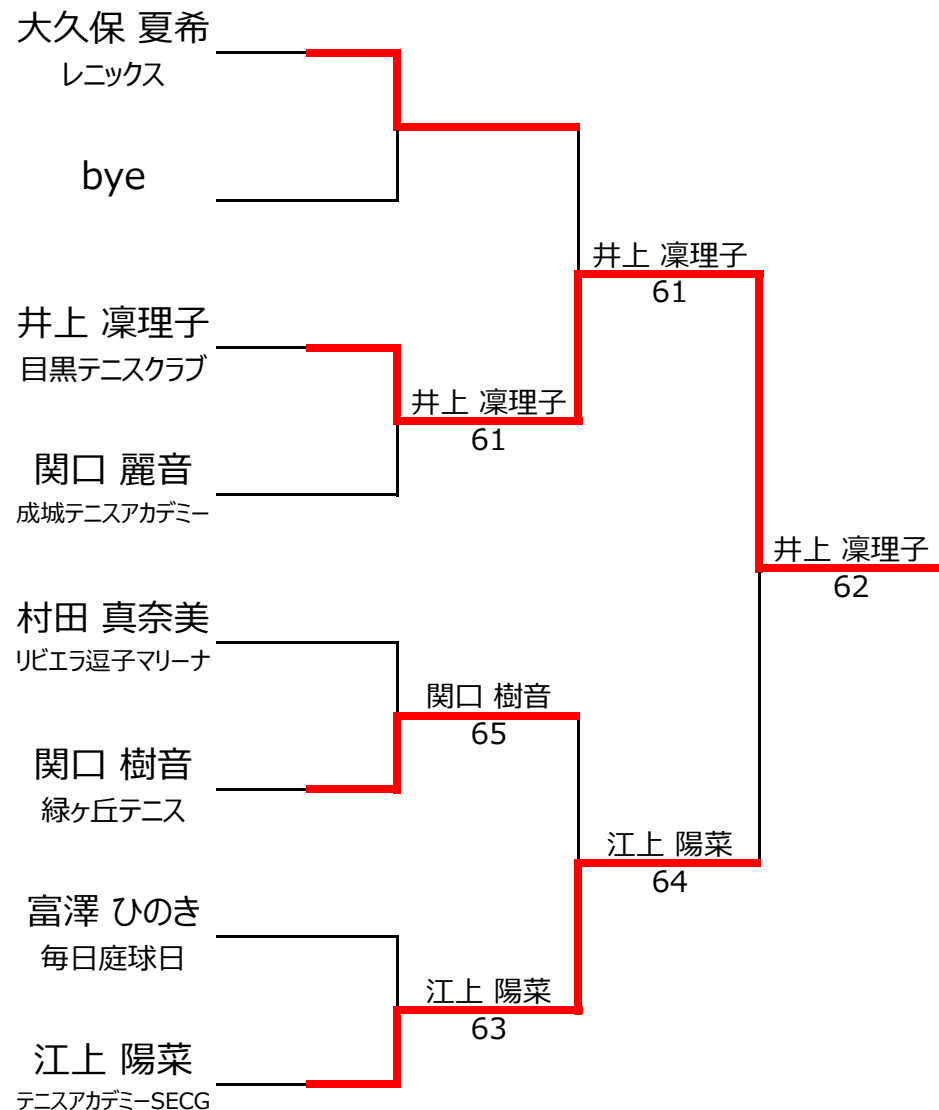 大久保 夏希
レニックス
bye
井上 凜理子
61
井上 凜理子
目黒テニスクラブ
井上 凜理子
61
関口 麗音
成城テニスアカデミー
井上 凜理子
62
村田 真奈美
リビエラ逗子マリーナ
関口 樹音
65
関口 樹音
緑ヶ丘テニス
江上 陽菜
64
富澤 ひのき
毎日庭球日
江上 陽菜
63
江上 陽菜
テニスアカデミーSECG